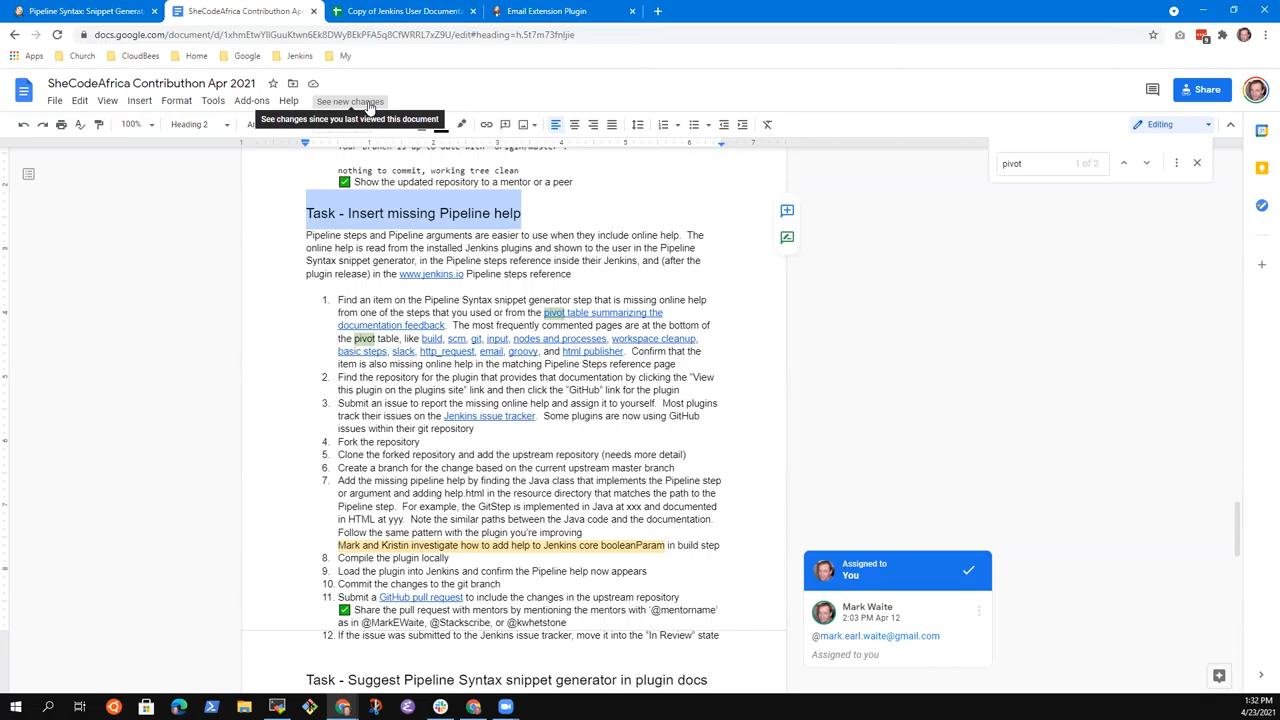 Pipeline Syntax: Snippet Generat
SheCodeAfrica Contributhon Apr
Copy of Jenkins User Documentat
Email Extension Plugin
Apps
Church
CloudBees
Home
Google
Jenkins
My
SheCodeAfrica Contributhon Apr 2021
File Edit View Insert Format Tools Add-ons Help
See new changes
See changes since you last viewed this document
Share
100%
Heading 2
Editing
pivot
1 of 2
nothing to commit, working tree clean
✅ Show the updated repository to a mentor or a peer
Task - Insert missing Pipeline help
Pipeline steps and Pipeline arguments are easier to use when they include online help. The
online help is read from the installed Jenkins plugins and shown to the user in the Pipeline
Syntax snippet generator, in the Pipeline steps reference inside their Jenkins, and (after the
plugin release) in the www.jenkins.io Pipeline steps reference
1. Find an item on the Pipeline Syntax snippet generator step that is missing online help
from one of the steps that you used or from the pivot table summarizing the
documentation feedback. The most frequently commented pages are at the bottom of
the pivot table, like build, scm, git, input, nodes and processes, workspace cleanup,
basic steps, slack, http_request, email, groovy, and html publisher. Confirm that the
item is also missing online help in the matching Pipeline Steps reference page
2. Find the repository for the plugin that provides that documentation by clicking the "View
this plugin on the plugins site" link and then click the "GitHub" link for the plugin
3. Submit an issue to report the missing online help and assign it to yourself. Most plugins
track their issues on the Jenkins issue tracker. Some plugins are now using GitHub
issues within their git repository
4. Fork the repository
5. Clone the forked repository and add the upstream repository (needs more detail)
6. Create a branch for the change based on the current upstream master branch
7. Add the missing pipeline help by finding the Java class that implements the Pipeline step
or argument and adding help.html in the resource directory that matches the path to the
Pipeline step. For example, the GitStep is implemented in Java at xxx and documented
in HTML at yyy. Note the similar paths between the Java code and the documentation.
Follow the same pattern with the plugin you're improving
Mark and Kristin investigate how to add help to Jenkins core booleanParam in build step
8. Compile the plugin locally
9. Load the plugin into Jenkins and confirm the Pipeline help now appears
10. Commit the changes to the git branch
11. Submit a GitHub pull request to include the changes in the upstream repository
✅ Share the pull request with mentors by mentioning the mentors with '@mentorname'
as in @MarkEWaite, @Stackscribe, or @kwhetstone
12. If the issue was submitted to the Jenkins issue tracker, move it into the "In Review" state
Task - Suggest Pipeline Syntax snippet generator in plugin docs
Assigned to
You
Mark Waite
2:03 PM Apr 12
@mark.earl.waite@gmail.com
Assigned to you
1:32 PM
4/23/2021